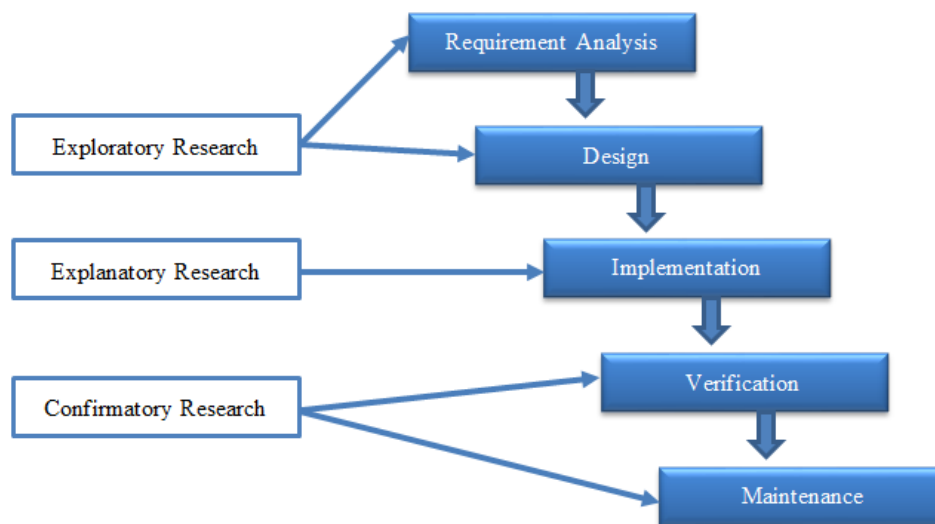 Requirement Analysis
Exploratory Research
Design
Explanatory Research
Implementation
Verification
Confirmatory Research
Maintenance